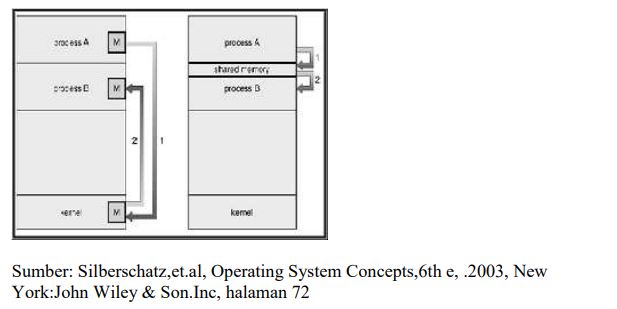 process A M
process B M
2 1
kernel M
process A
1
shared memory
2
process B
kernel
Sumber: Silberschatz,et.al, Operating System Concepts,6th e, .2003, New
York:John Wiley & Son.Inc, halaman 72